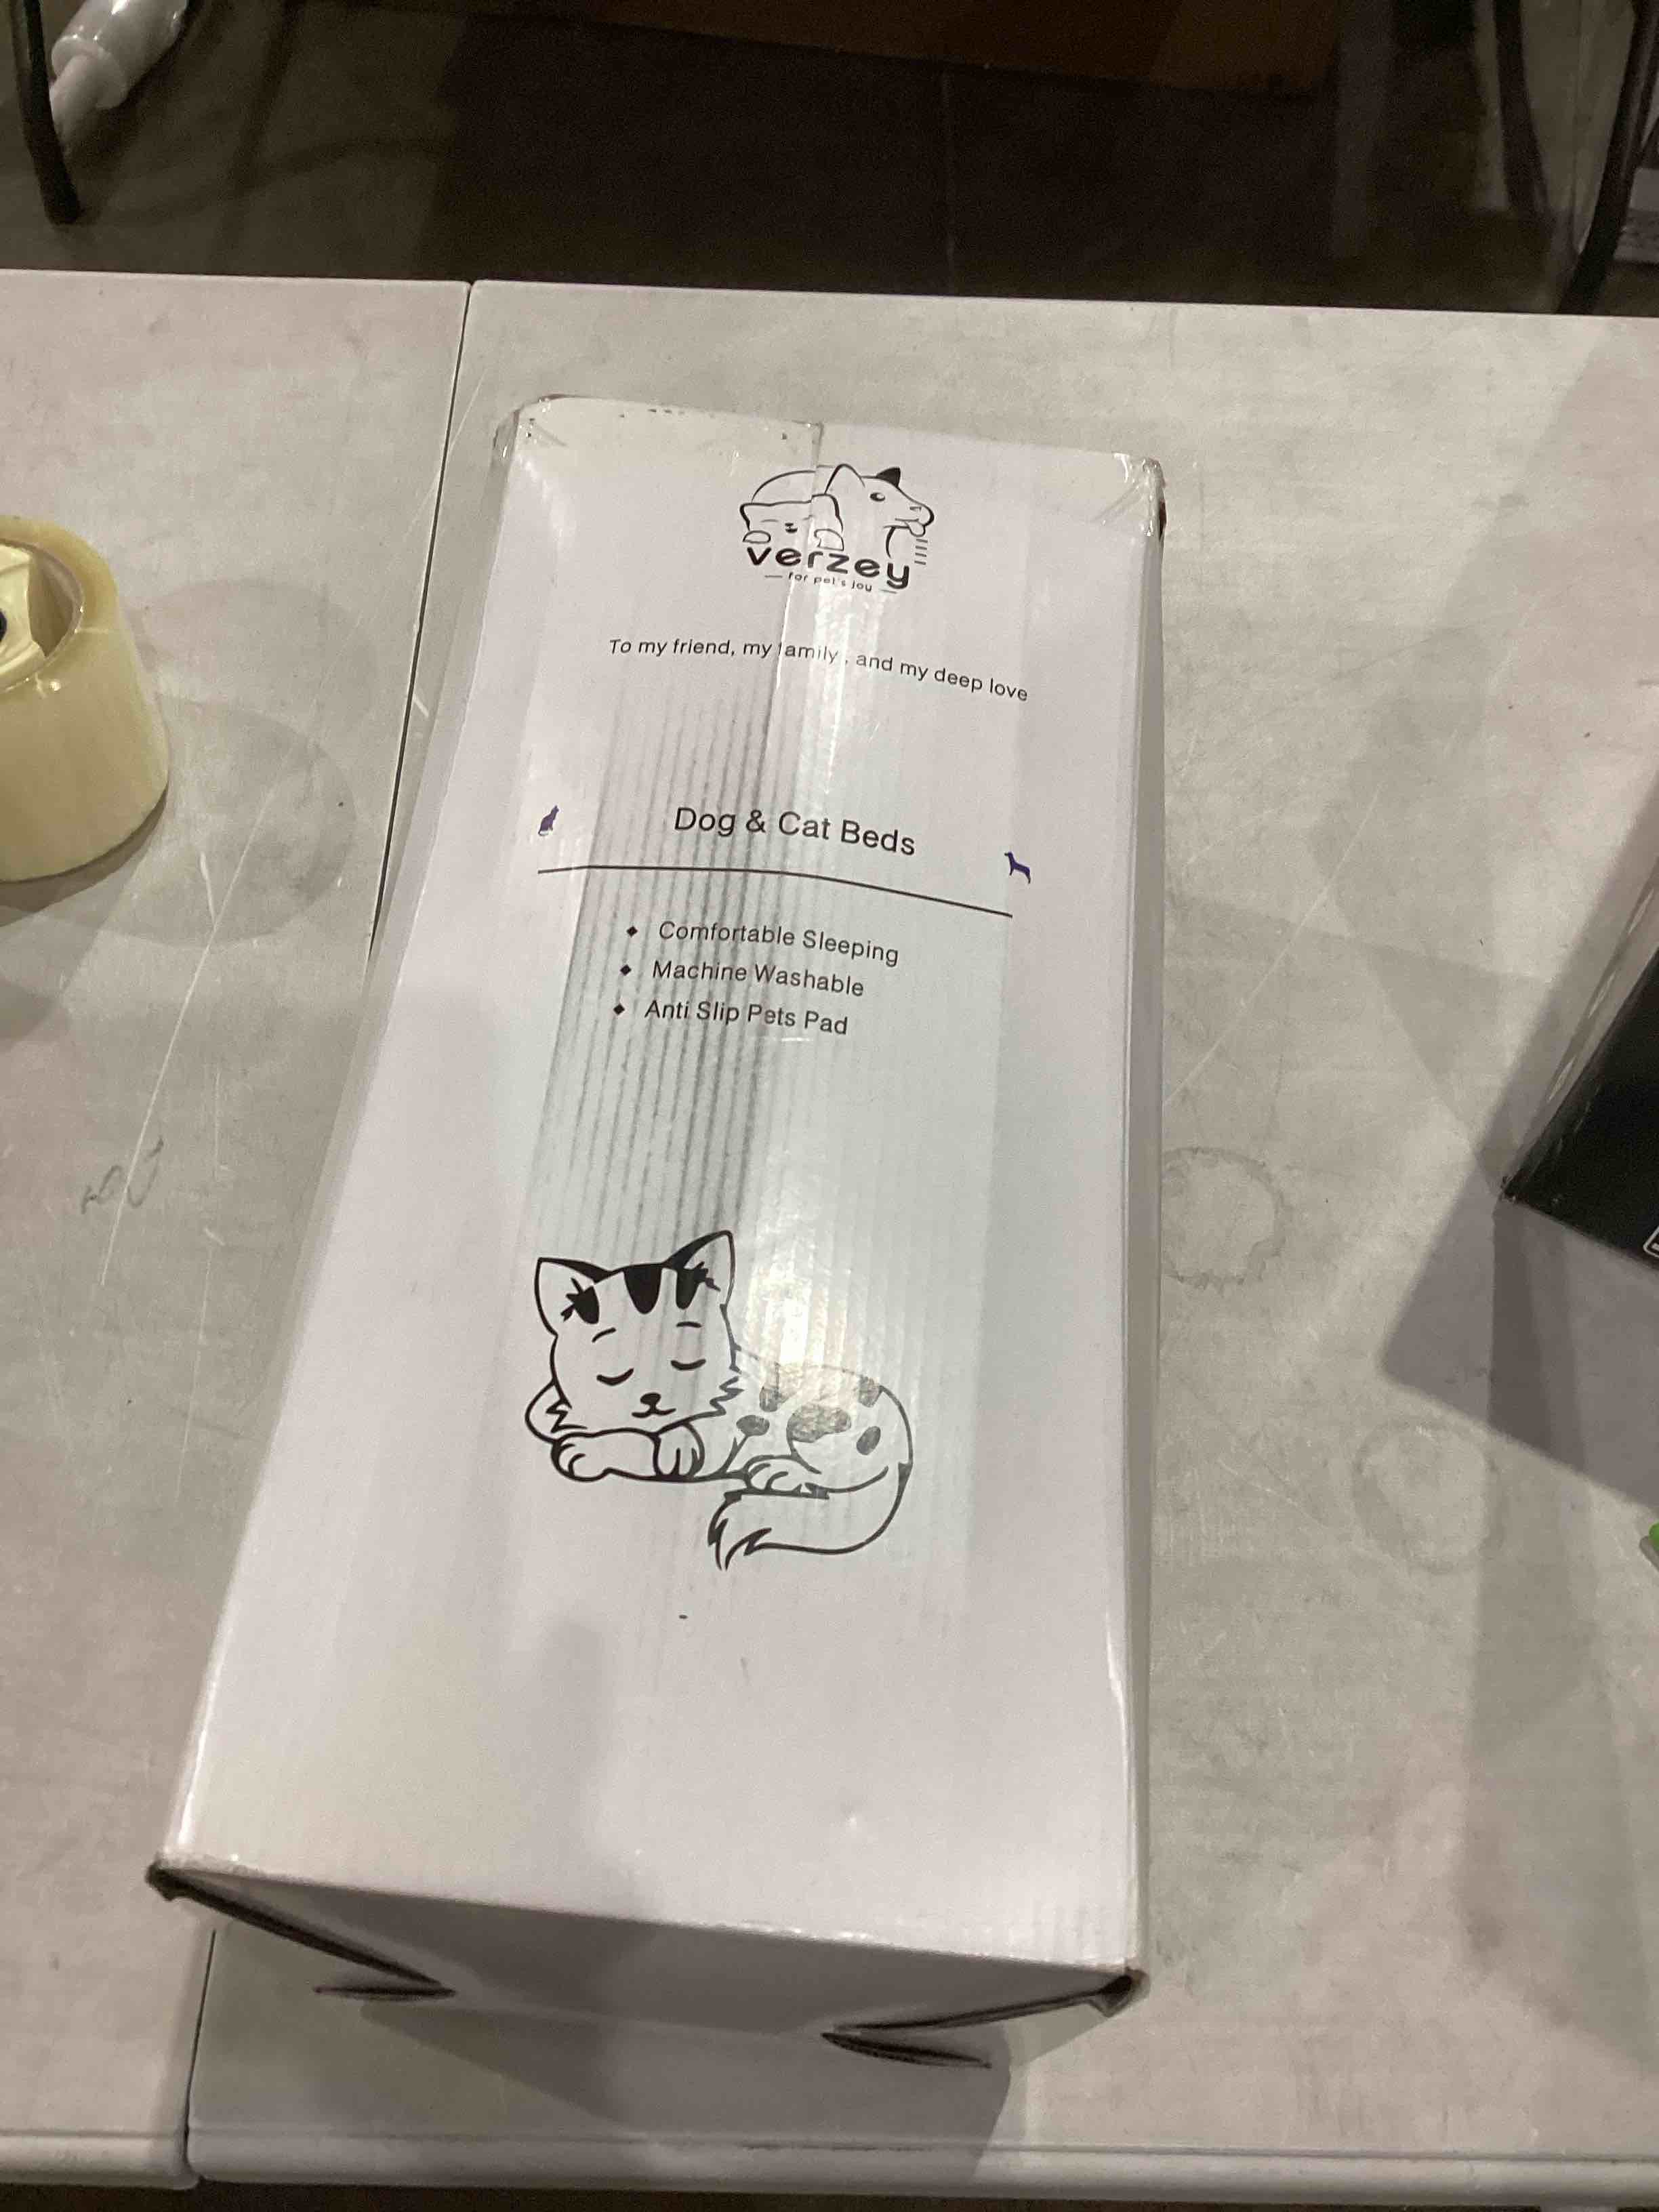 verzey
for pet's joy
To my friend, my family , and my deep love
Dog & Cat Beds
Comfortable Sleeping
Machine Washable
Anti Slip Pets Pad